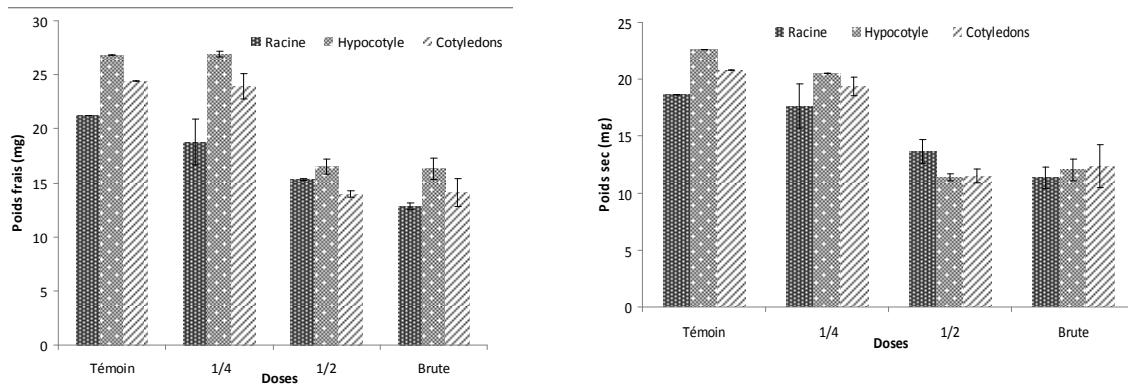 30
25
20
15
10
5
0
Poids frais (mg)
Racine Hypocotyle Cotyledons
Témoin 1/4 1/2 Brute
Doses
25
20
15
10
5
0
Poids sec (mg)
Racine Hypocotyle Cotyledons
Témoin 1/4 1/2 Brute
Doses